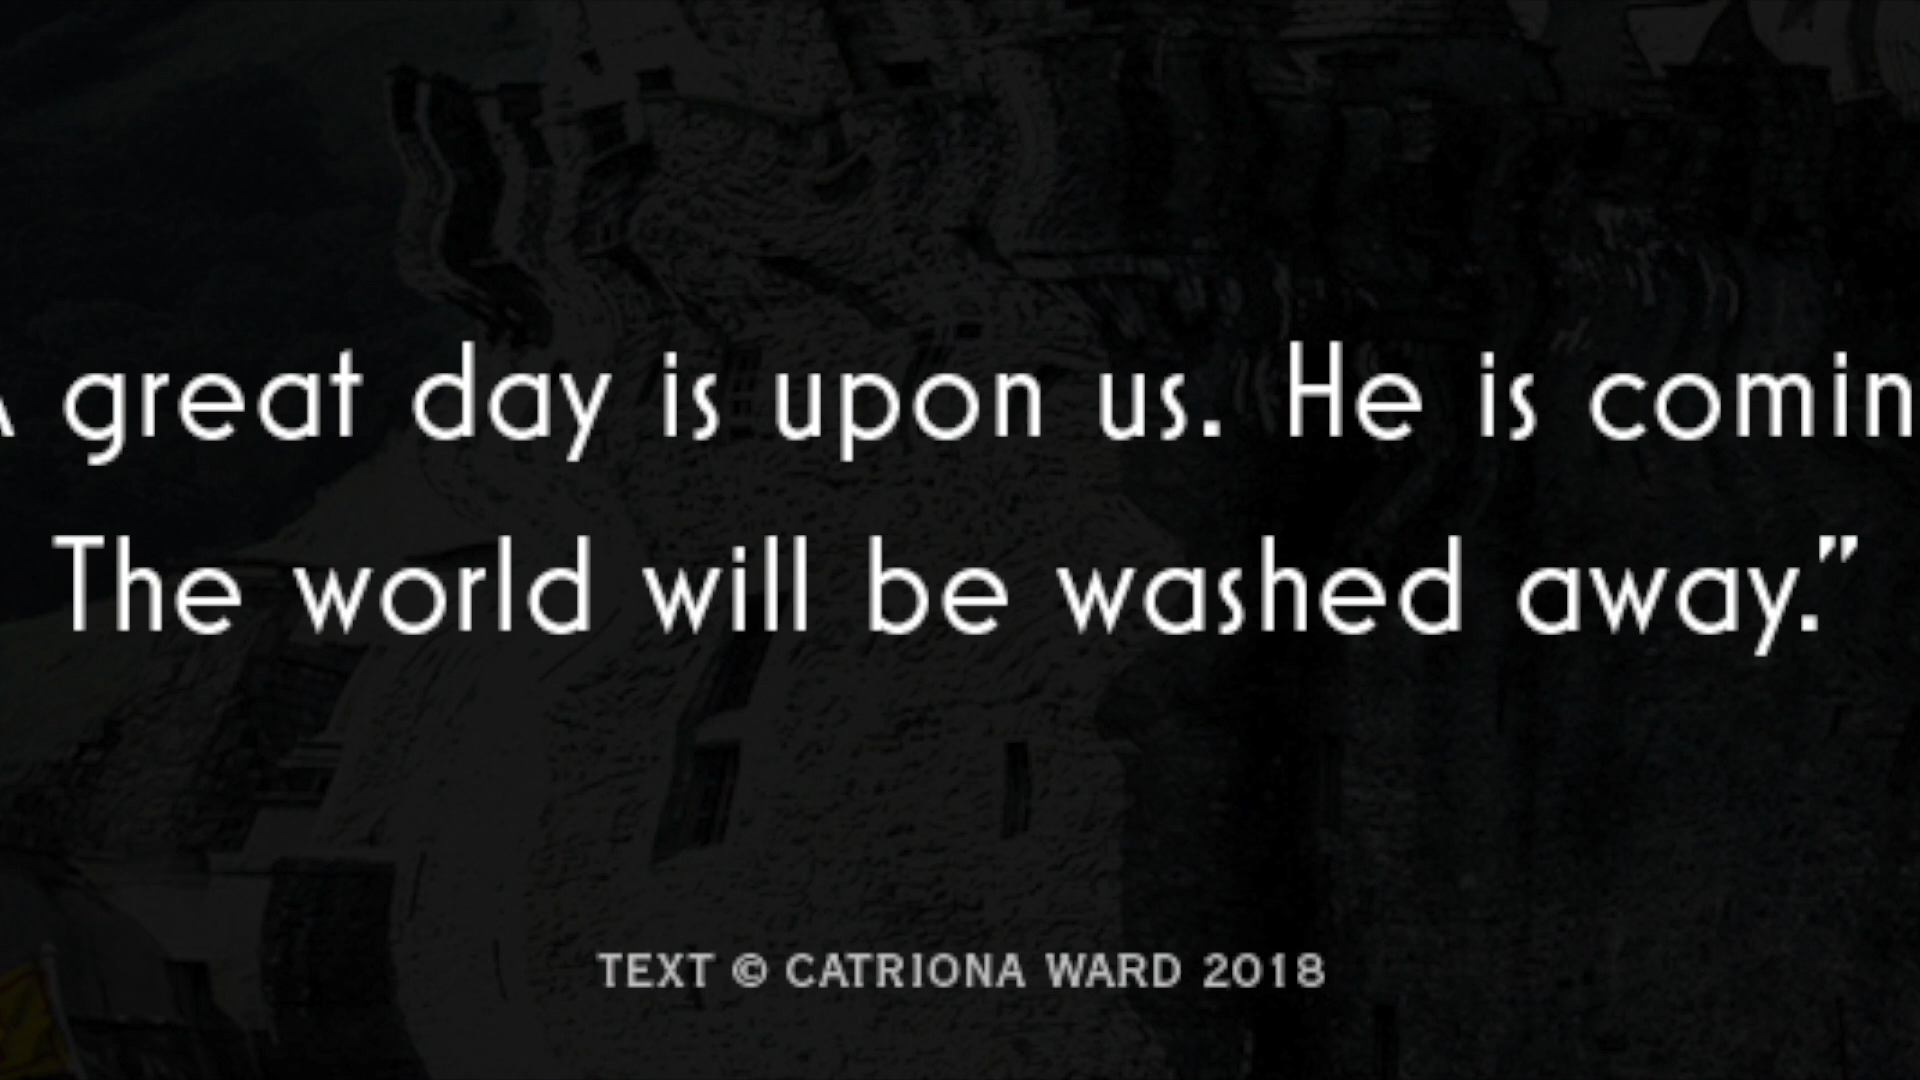 A great day is upon us. He is comin
The world will be washed away.”
TEXT © CATRIONA WARD 2018